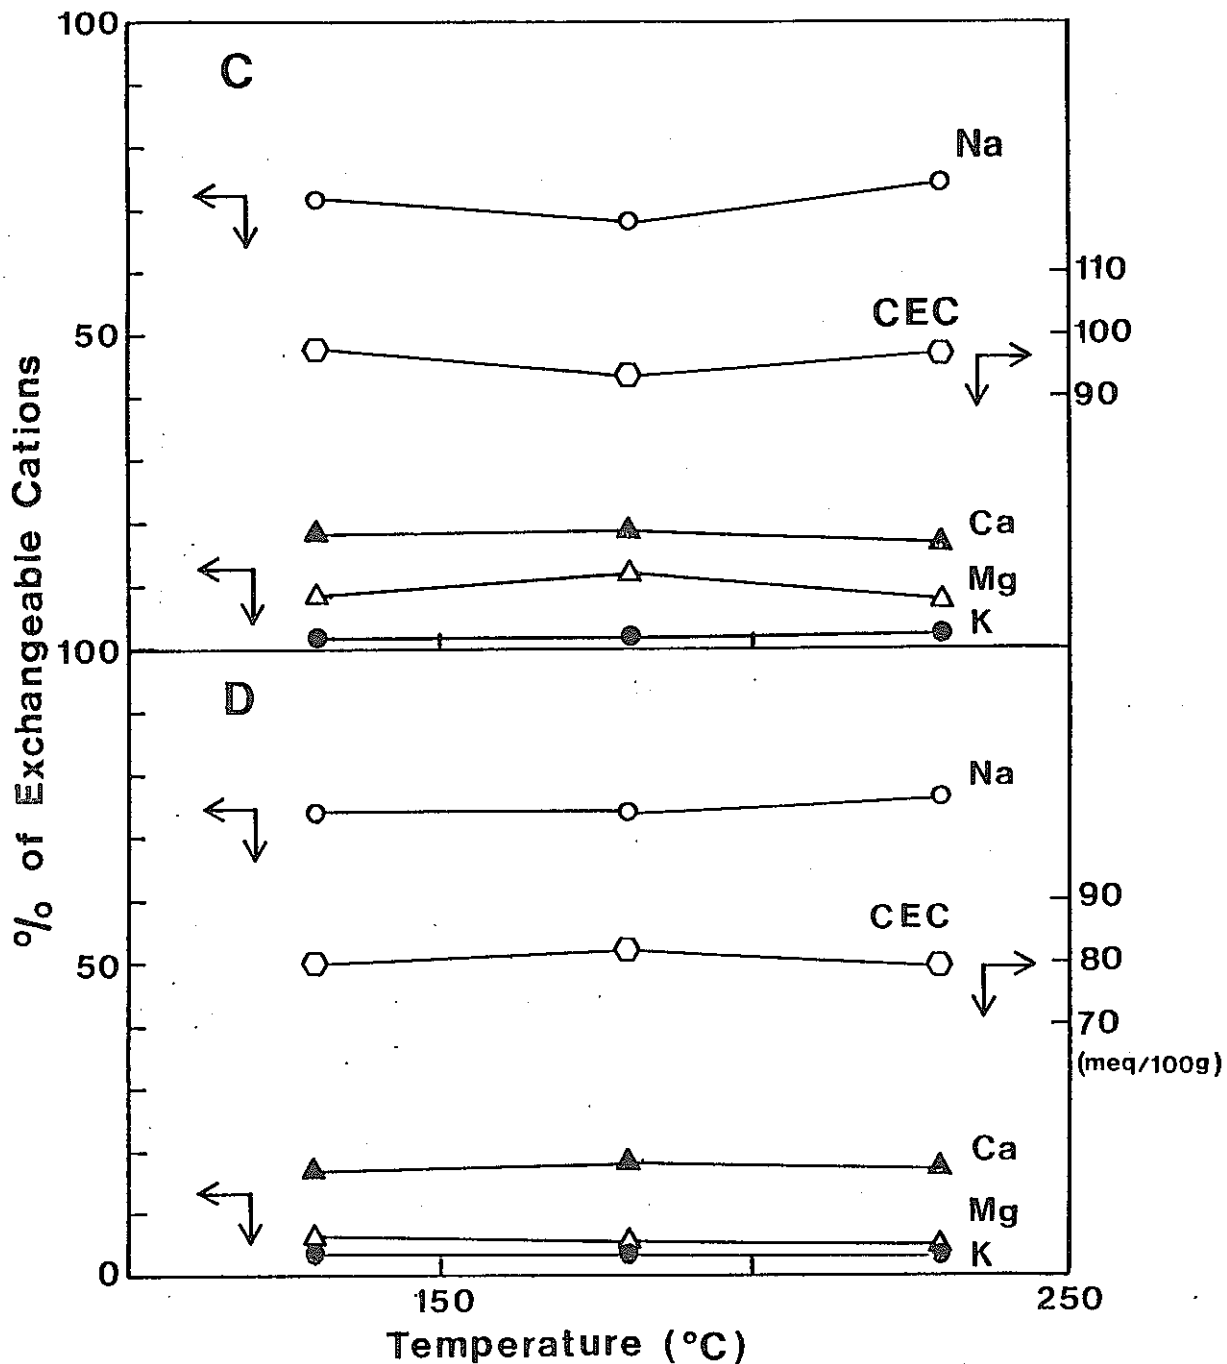 100
C
Na
110
CEC
100
50
90
Ca
Mg
K
100
D
Na
90
CEC
50
80
70
(meq/100g)
Ca
Mg
K
0
150
250
Temperature (°C)
% of Exchangeable Cations